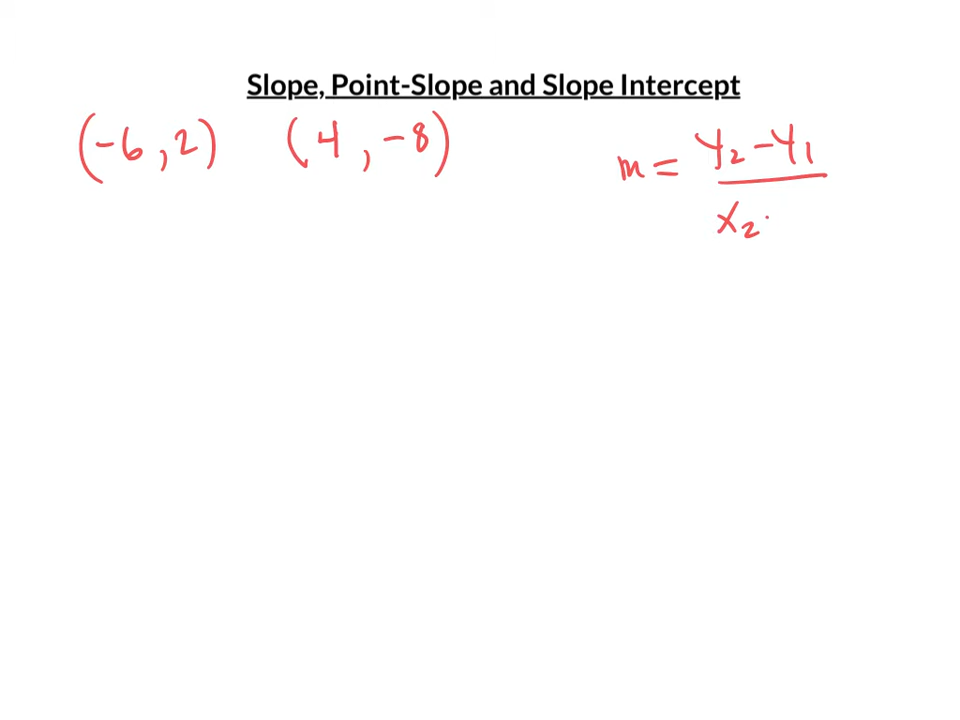 Slope, Point-Slope and Slope Intercept
(-6, 2) (4, -8)
m = y2 - y1
x2